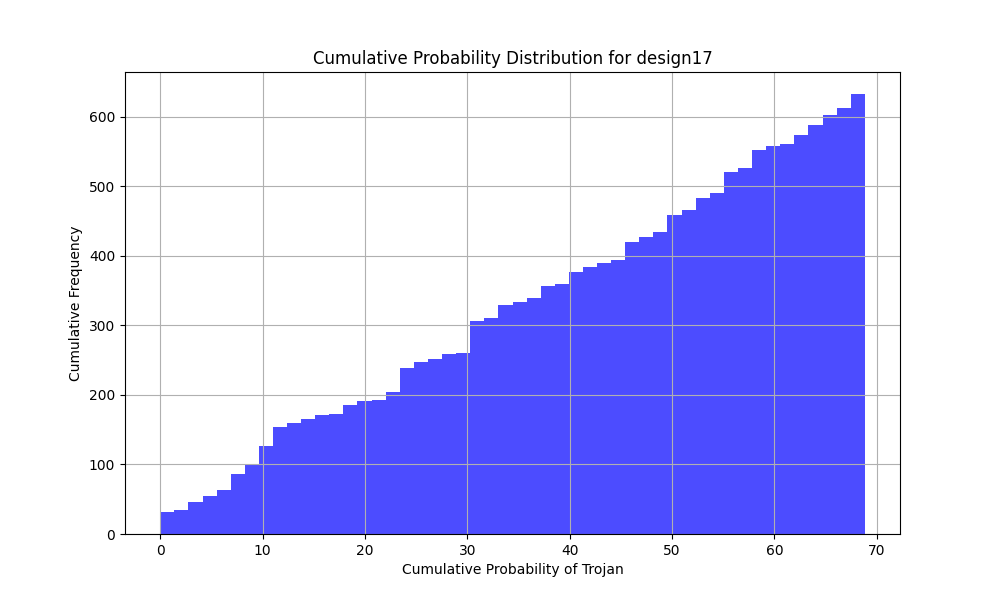 Cumulative Probability Distribution for design17
Cumulative Frequency
600
500
400
300
200
100
0
0 10 20 30 40 50 60 70
Cumulative Probability of Trojan